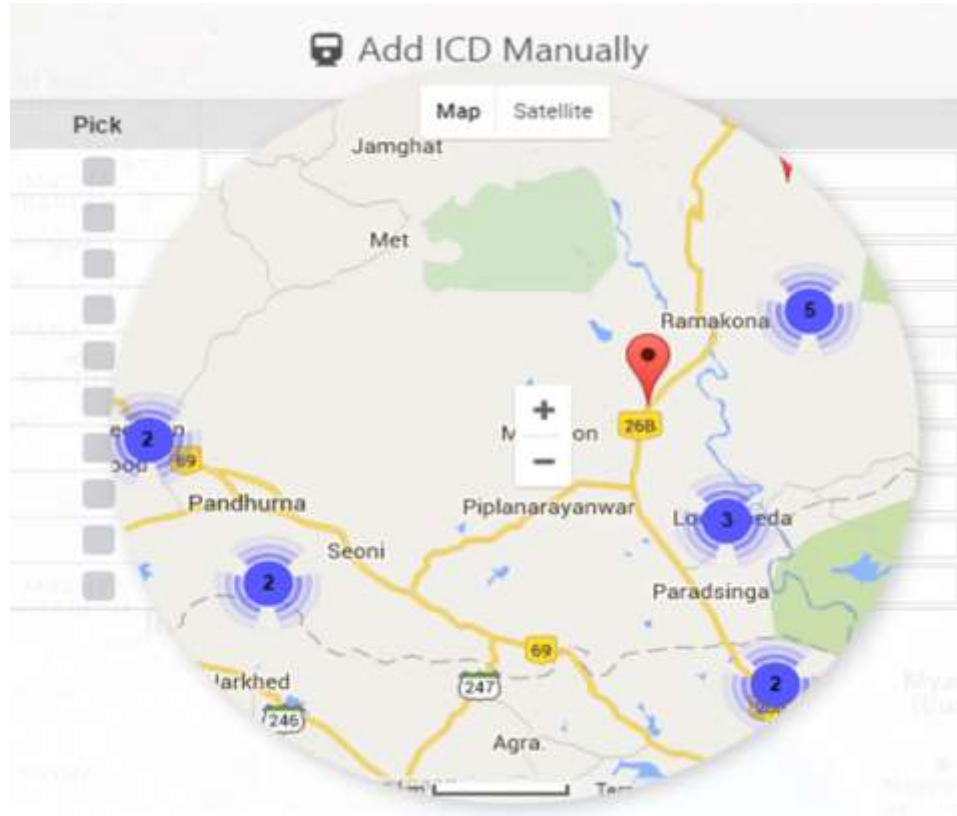 Add ICD Manually
Map Satellite
Pick
Jamghat
Met
5
Ramakona
26B
+
2
69
3
Pandhurna
Piplanarayanwar
−
Seoni
2
Paradsinga
69
2
247
246
Agra.